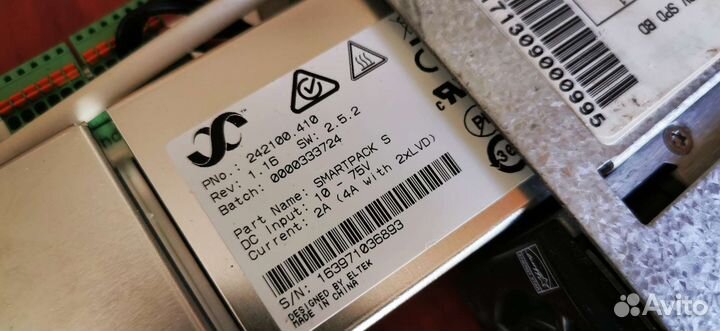 PNO.: 242100.410
Rev: 1.16 SW: 2.5.2
Batch: 0000333724
Part Name: SMARTPACK S
DC Input: 10 - 75V
Current: 2A (4A with 2xLVD)
S/N: 163971036893
DESIGNED BY ELTEK
MADE IN CHINA
71309000995
SPD BD
Avito